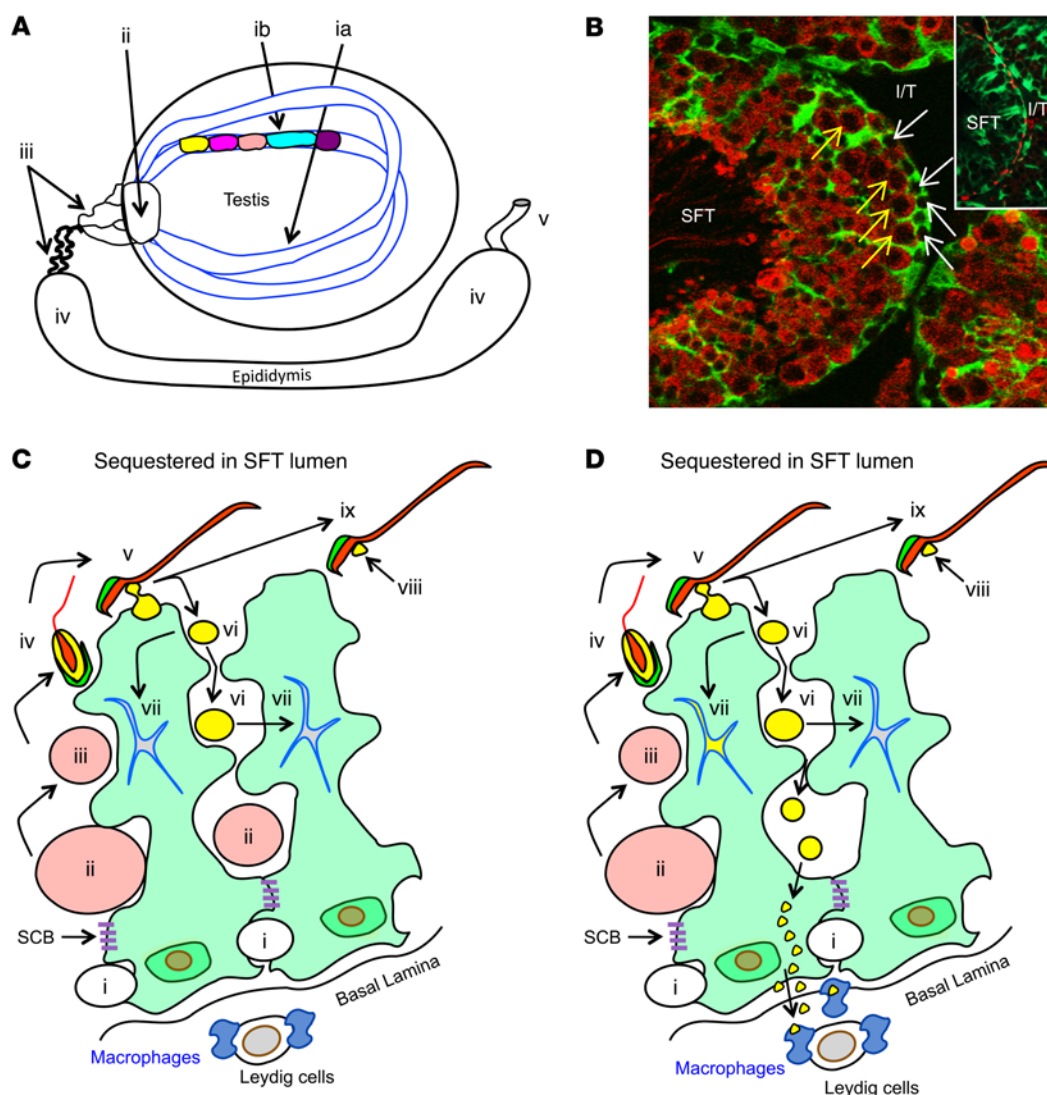 A
ii
ib
ia
iii
Testis
v
iv
iv
Epididymis
B
I/T
I/T
SFT
SFT
C
Sequestered in SFT lumen
v
ix
viii
iv
vi
vii
vi
vii
iii
ii
ii
SCB
i
i
Basal Lamina
Macrophages
Leydig cells
D
Sequestered in SFT lumen
v
ix
viii
iv
vi
vii
vi
vii
iii
ii
SCB
i
i
Basal Lamina
Macrophages
Leydig cells